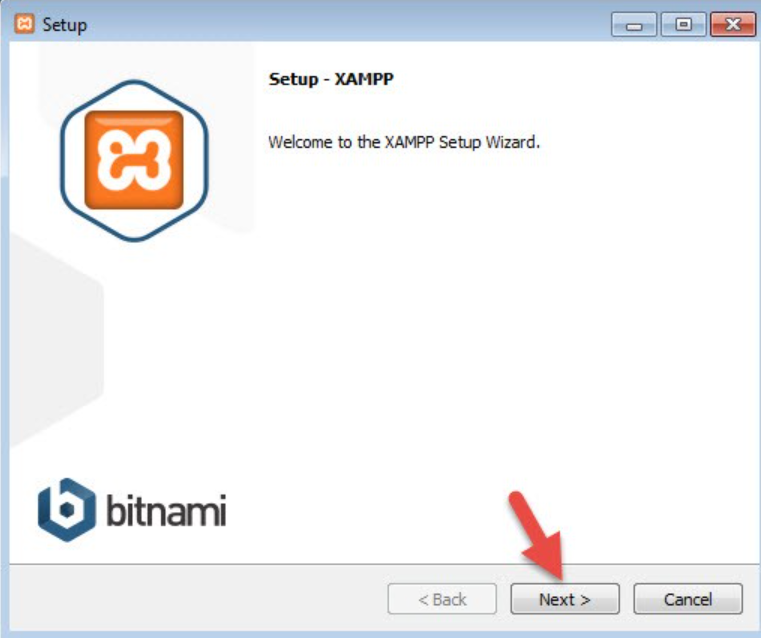 Setup
Setup - XAMPP
Welcome to the XAMPP Setup Wizard.
bitnami
< Back
Next >
Cancel